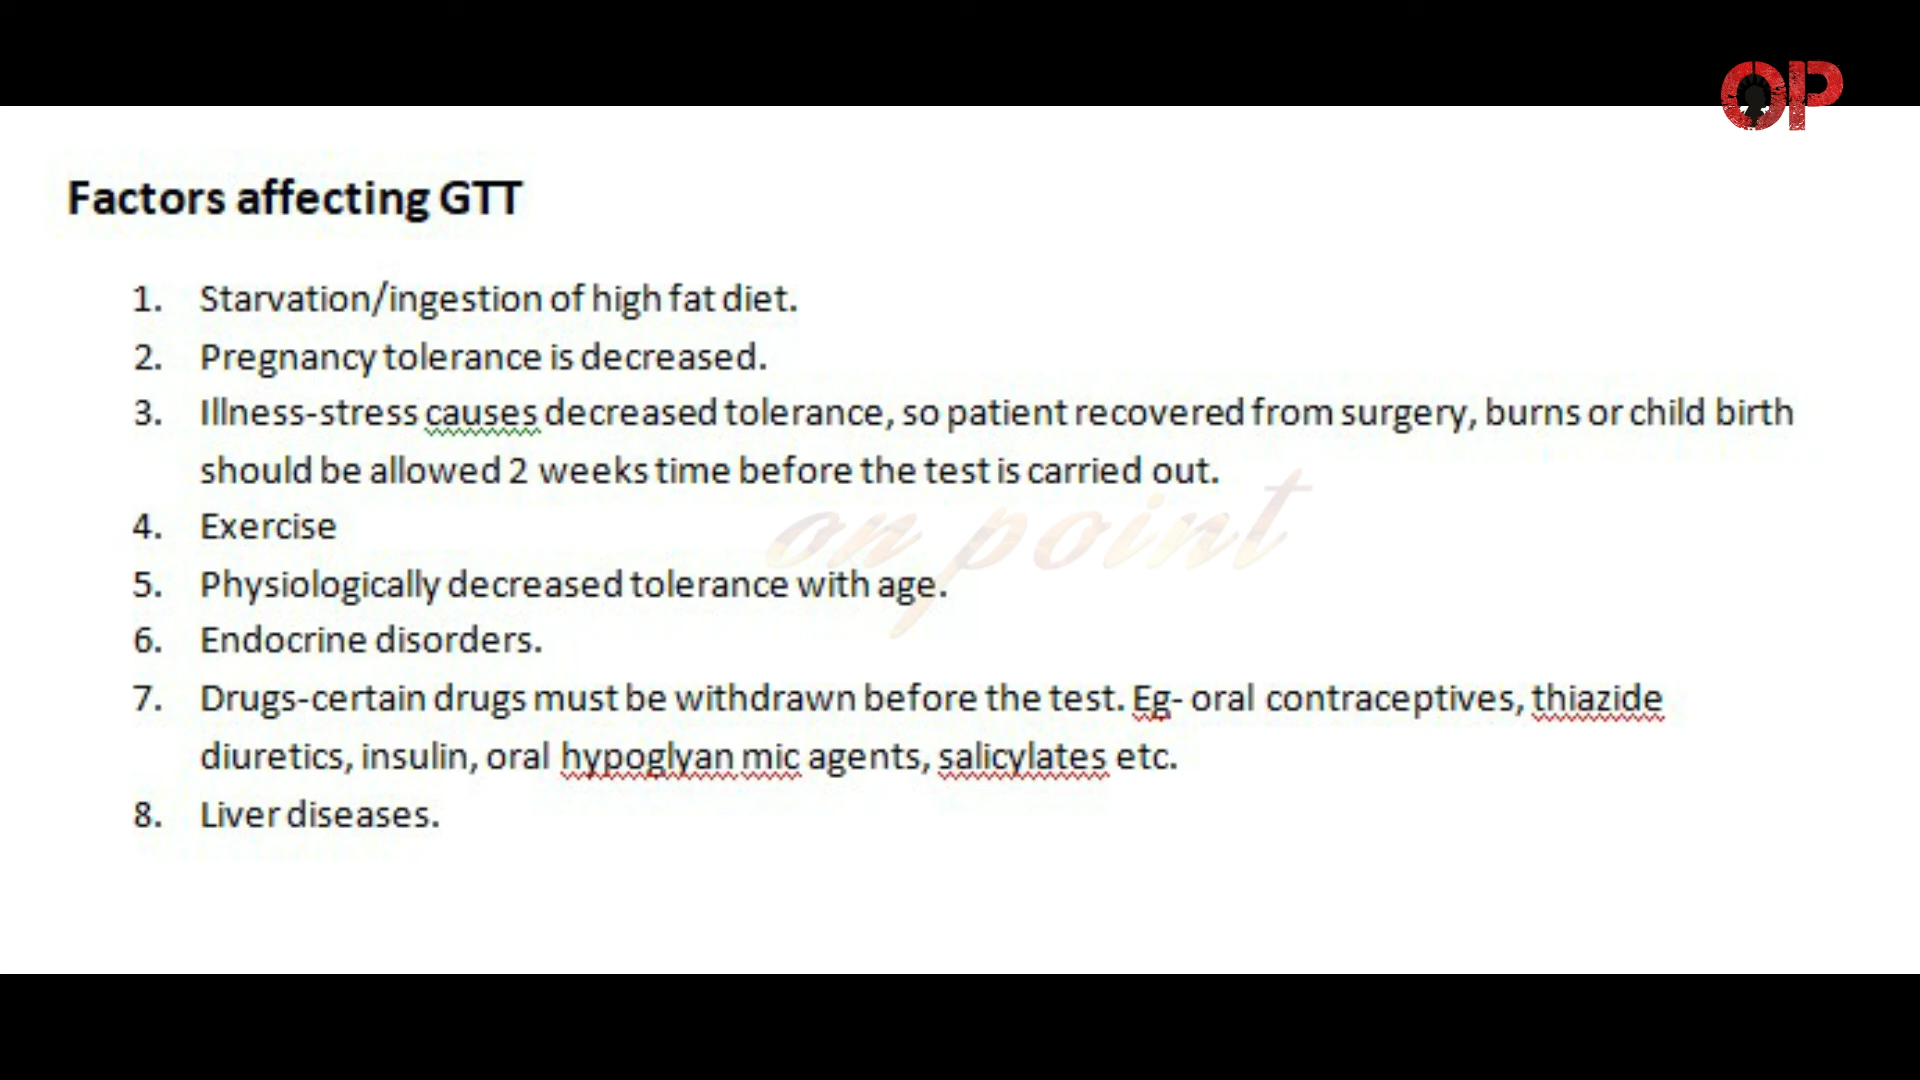 OP
Factors affecting GTT
1. Starvation/ingestion of high fat diet.
2. Pregnancy tolerance is decreased.
3. Illness-stress causes decreased tolerance, so patient recovered from surgery, burns or child birth
should be allowed 2 weeks time before the test is carried out.
on point
4. Exercise
5. Physiologically decreased tolerance with age.
6. Endocrine disorders.
7. Drugs-certain drugs must be withdrawn before the test. Eg- oral contraceptives, thiazide
diuretics, insulin, oral hypoglyan mic agents, salicylates etc.
8. Liver diseases.